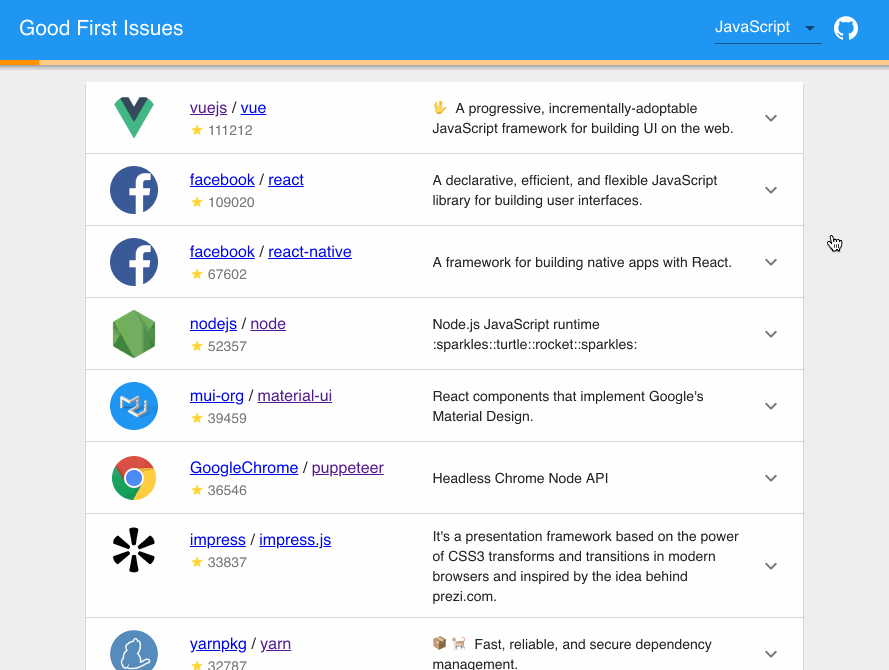 Good First Issues
JavaScript
vuejs / vue
111212
🖖 A progressive, incrementally-adoptable
JavaScript framework for building UI on the web.
facebook / react
109020
A declarative, efficient, and flexible JavaScript
library for building user interfaces.
facebook / react-native
67602
A framework for building native apps with React.
nodejs / node
52357
Node.js JavaScript runtime
:sparkles::turtle::rocket::sparkles:
mui-org / material-ui
39459
React components that implement Google's
Material Design.
GoogleChrome / puppeteer
36546
Headless Chrome Node API
impress / impress.js
33837
It's a presentation framework based on the power
of CSS3 transforms and transitions in modern
browsers and inspired by the idea behind
prezi.com.
yarnpkg / yarn
32787
📦🐈 Fast, reliable, and secure dependency
management.